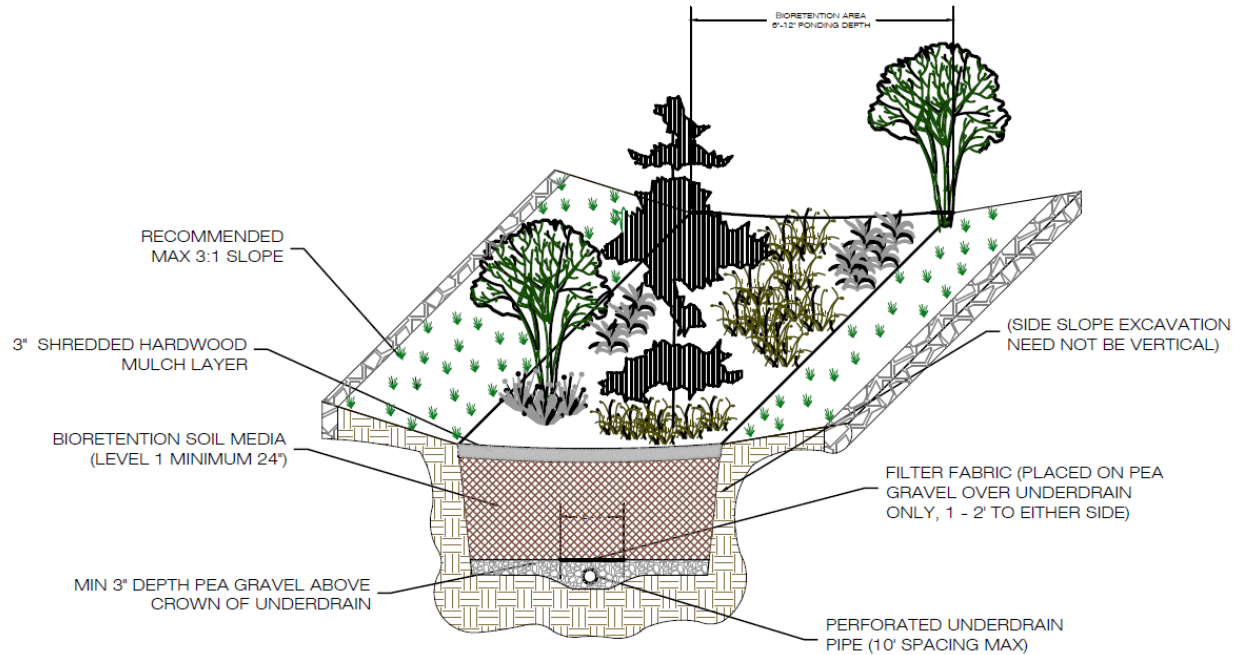 BIORETENTION AREA
6"-12" PONDING DEPTH
RECOMMENDED
MAX 3:1 SLOPE
3" SHREDDED HARDWOOD
MULCH LAYER
(SIDE SLOPE EXCAVATION
NEED NOT BE VERTICAL)
BIORETENTION SOIL MEDIA
(LEVEL 1 MINIMUM 24")
FILTER FABRIC (PLACED ON PEA
GRAVEL OVER UNDERDRAIN
ONLY, 1 - 2' TO EITHER SIDE)
MIN 3" DEPTH PEA GRAVEL ABOVE
CROWN OF UNDERDRAIN
PERFORATED UNDERDRAIN
PIPE (10' SPACING MAX)